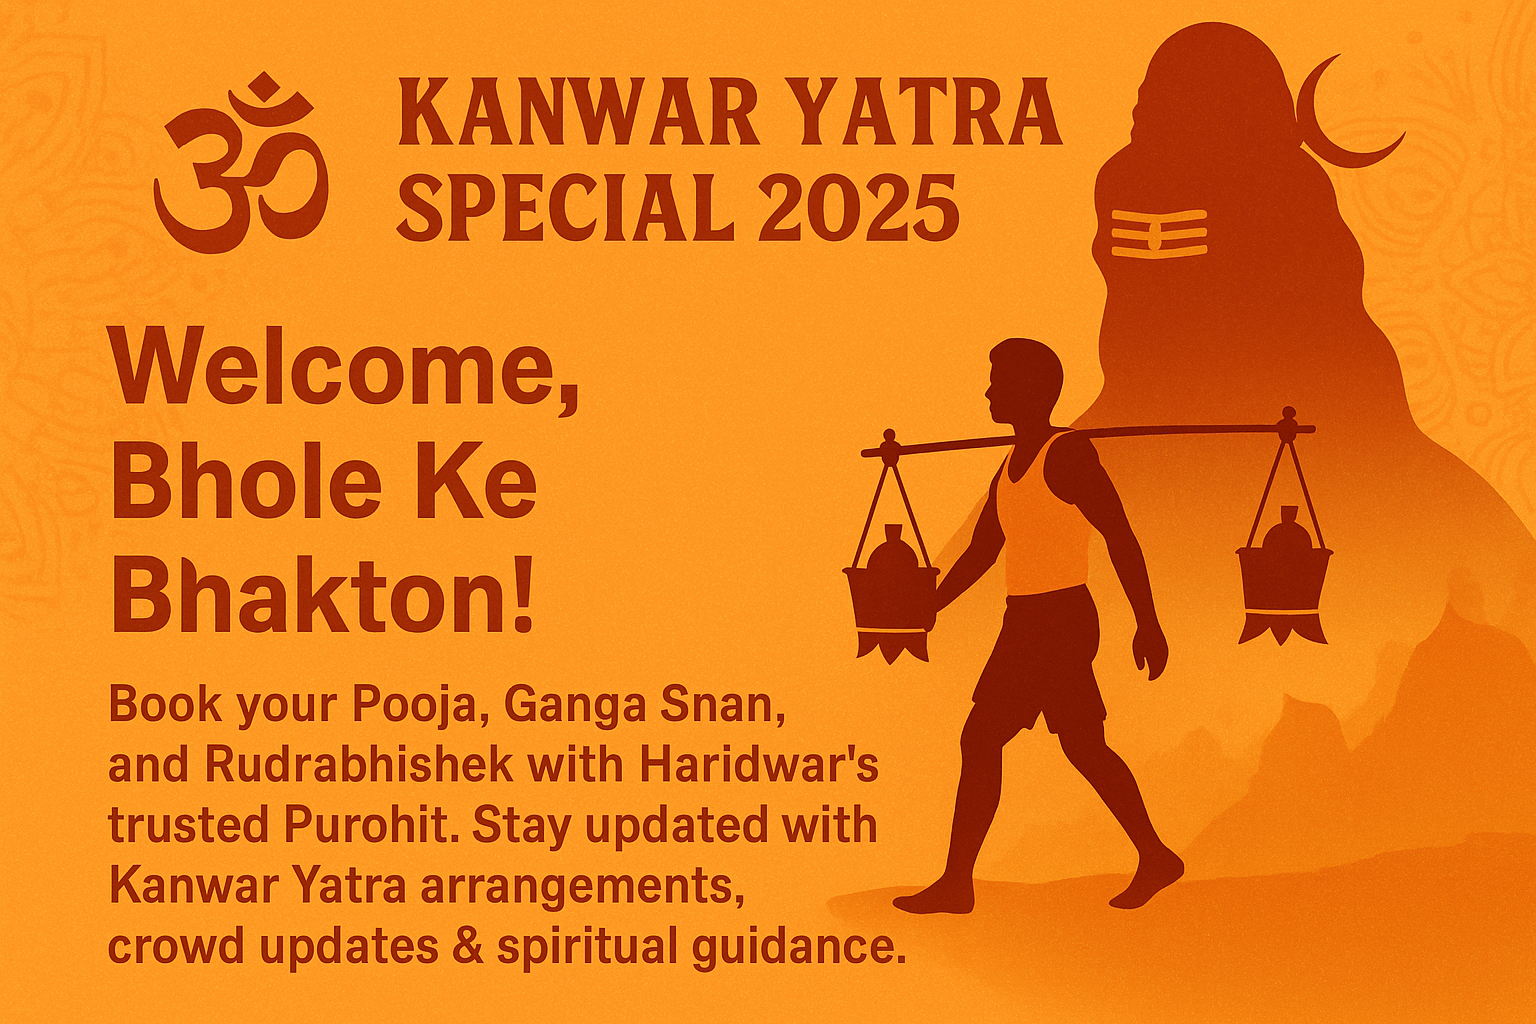 ॐ
KANWAR YATRA
SPECIAL 2025
Welcome,
Bhole Ke
Bhakton!
Book your Pooja, Ganga Snan,
and Rudrabhishek with Haridwar's
trusted Purohit. Stay updated with
Kanwar Yatra arrangements,
crowd updates & spiritual guidance.